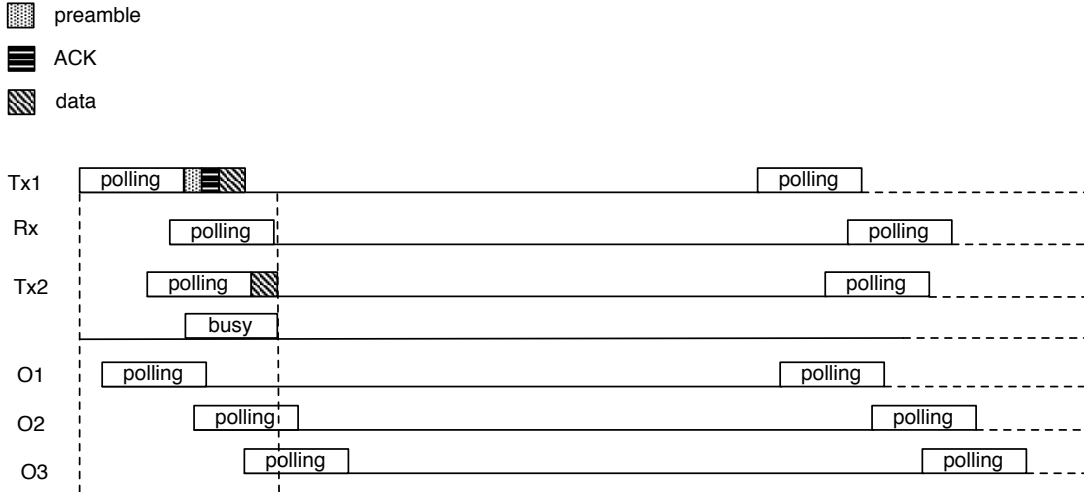 preamble
ACK
data
Tx1 polling polling
Rx polling polling
Tx2 polling polling
busy
O1 polling polling
O2 polling polling
O3 polling polling